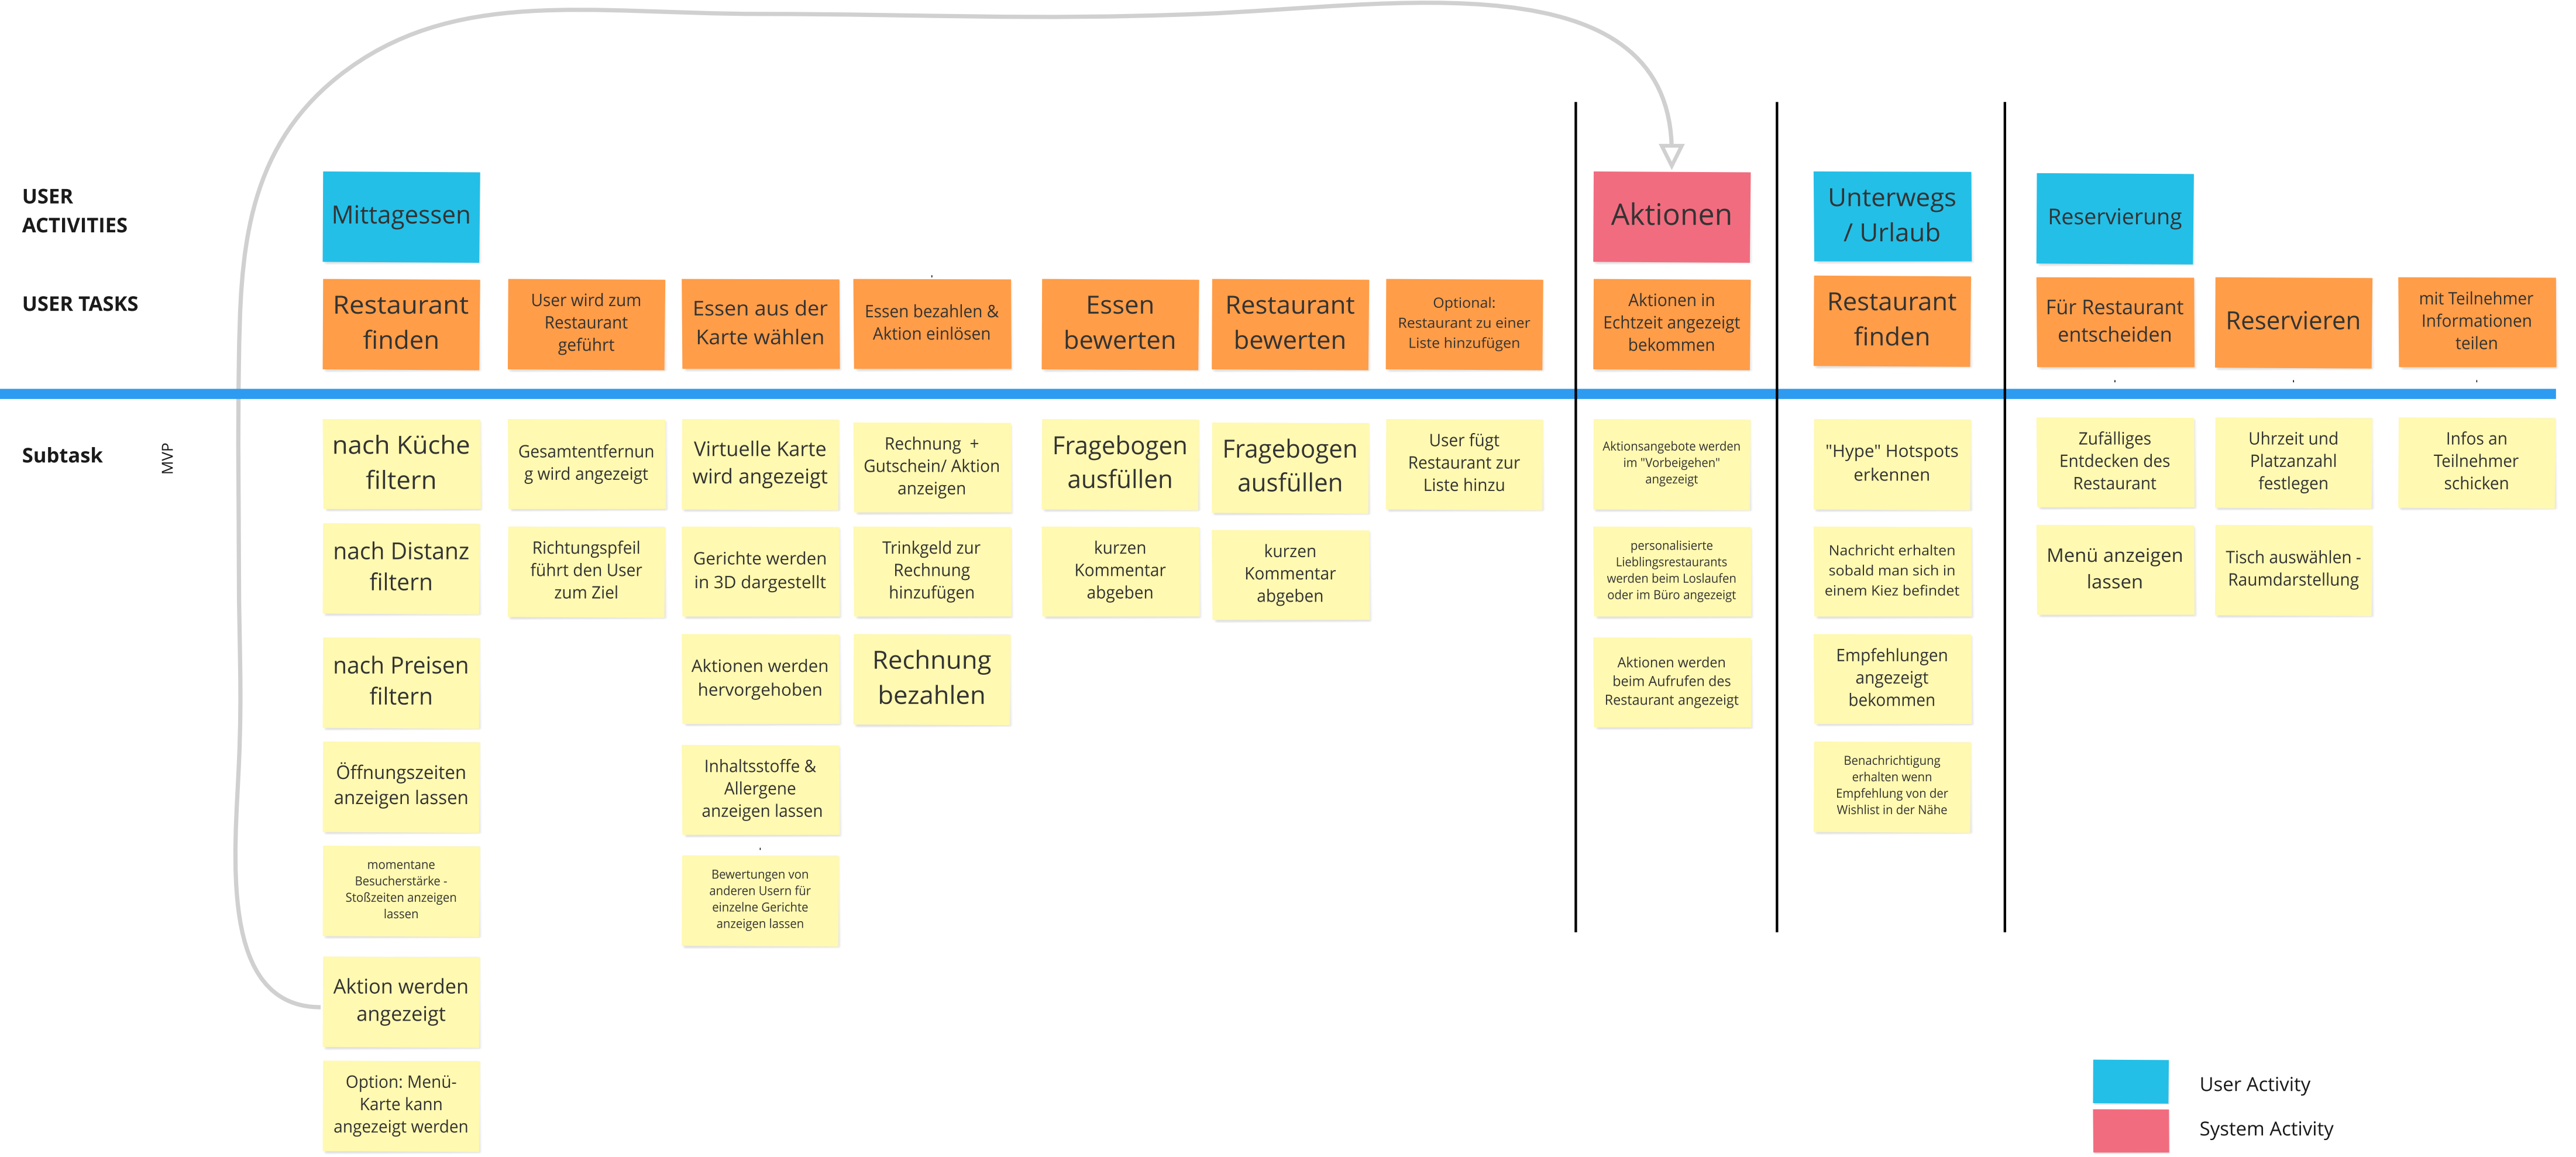 USER
ACTIVITIES
Mittagessen
Aktionen
Unterwegs
/ Urlaub
Reservierung
USER TASKS
Restaurant
finden
User wird zum
Restaurant
geführt
Essen aus der
Karte wählen
Essen bezahlen &
Aktion einlösen
Essen
bewerten
Restaurant
bewerten
Optional:
Restaurant zu einer
Liste hinzufügen
Aktionen in
Echtzeit angezeigt
bekommen
Restaurant
finden
Für Restaurant
entscheiden
Reservieren
mit Teilnehmer
Informationen
teilen
Subtask
MVP
nach Küche
filtern
nach Distanz
filtern
nach Preisen
filtern
Öffnungszeiten
anzeigen lassen
momentane
Besucherstärke -
Stoßzeiten anzeigen
lassen
Aktion werden
angezeigt
Option: Menü-
Karte kann
angezeigt werden
Gesamtentfernun
g wird angezeigt
Richtungspfeil
führt den User
zum Ziel
Virtuelle Karte
wird angezeigt
Gerichte werden
in 3D dargestellt
Aktionen werden
hervorgehoben
Inhaltsstoffe &
Allergene
anzeigen lassen
Bewertungen von
anderen Usern für
einzelne Gerichte
anzeigen lassen
Rechnung +
Gutschein/ Aktion
anzeigen
Trinkgeld zur
Rechnung
hinzufügen
Rechnung
bezahlen
Fragebogen
ausfüllen
kurzen
Kommentar
abgeben
Fragebogen
ausfüllen
kurzen
Kommentar
abgeben
User fügt
Restaurant zur
Liste hinzu
Aktionsangebote werden
im "Vorbeigehen"
angezeigt
personalisierte
Lieblingsrestaurants
werden beim Loslaufen
oder im Büro angezeigt
Aktionen werden
beim Aufrufen des
Restaurant angezeigt
"Hype" Hotspots
erkennen
Nachricht erhalten
sobald man sich in
einem Kiez befindet
Empfehlungen
angezeigt
bekommen
Benachrichtigung
erhalten wenn
Empfehlung von der
Wishlist in der Nähe
Zufälliges
Entdecken des
Restaurant
Menü anzeigen
lassen
Uhrzeit und
Platzanzahl
festlegen
Tisch auswählen -
Raumdarstellung
Infos an
Teilnehmer
schicken
User Activity
System Activity